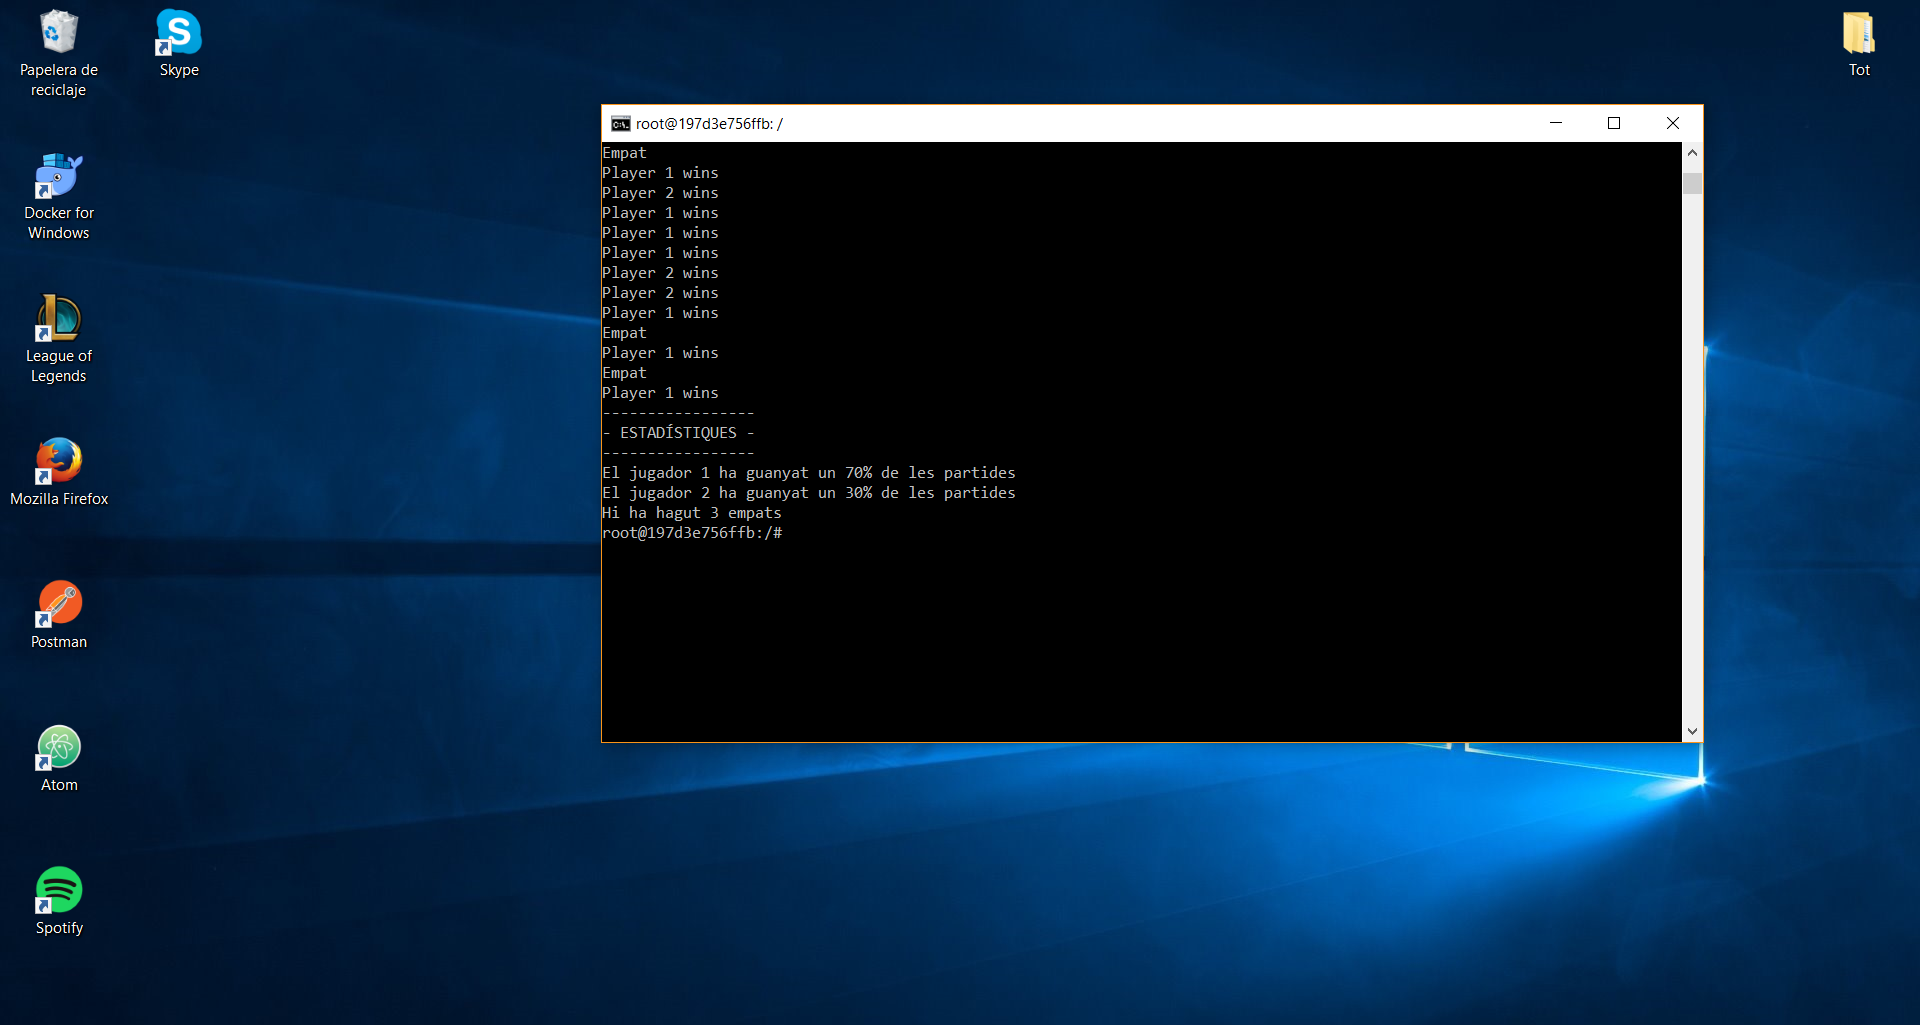 Papelera de
reciclaje
Skype
Tot
Docker for
Windows
League of
Legends
Mozilla Firefox
Postman
Atom
Spotify
root@197d3e756ffb: /
Empat
Player 1 wins
Player 2 wins
Player 1 wins
Player 1 wins
Player 1 wins
Player 2 wins
Player 2 wins
Player 1 wins
Empat
Player 1 wins
Empat
Player 1 wins
-----------------
- ESTADÍSTIQUES -
-----------------
El jugador 1 ha guanyat un 70% de les partides
El jugador 2 ha guanyat un 30% de les partides
Hi ha hagut 3 empats
root@197d3e756ffb:/#